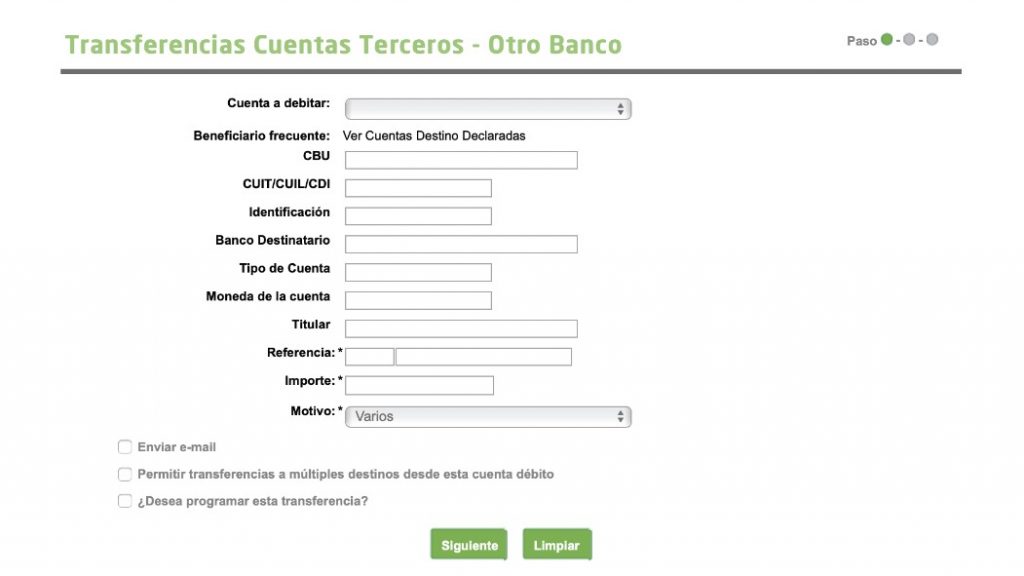 Transferencias Cuentas Terceros - Otro Banco
Paso
Cuenta a debitar:
Beneficiario frecuente: Ver Cuentas Destino Declaradas
CBU
CUIT/CUIL/CDI
Identificación
Banco Destinatario
Tipo de Cuenta
Moneda de la cuenta
Titular
Referencia: *
Importe: *
Motivo: * Varios
Enviar e-mail
Permitir transferencias a múltiples destinos desde esta cuenta débito
¿Desea programar esta transferencia?
Siguiente Limpiar